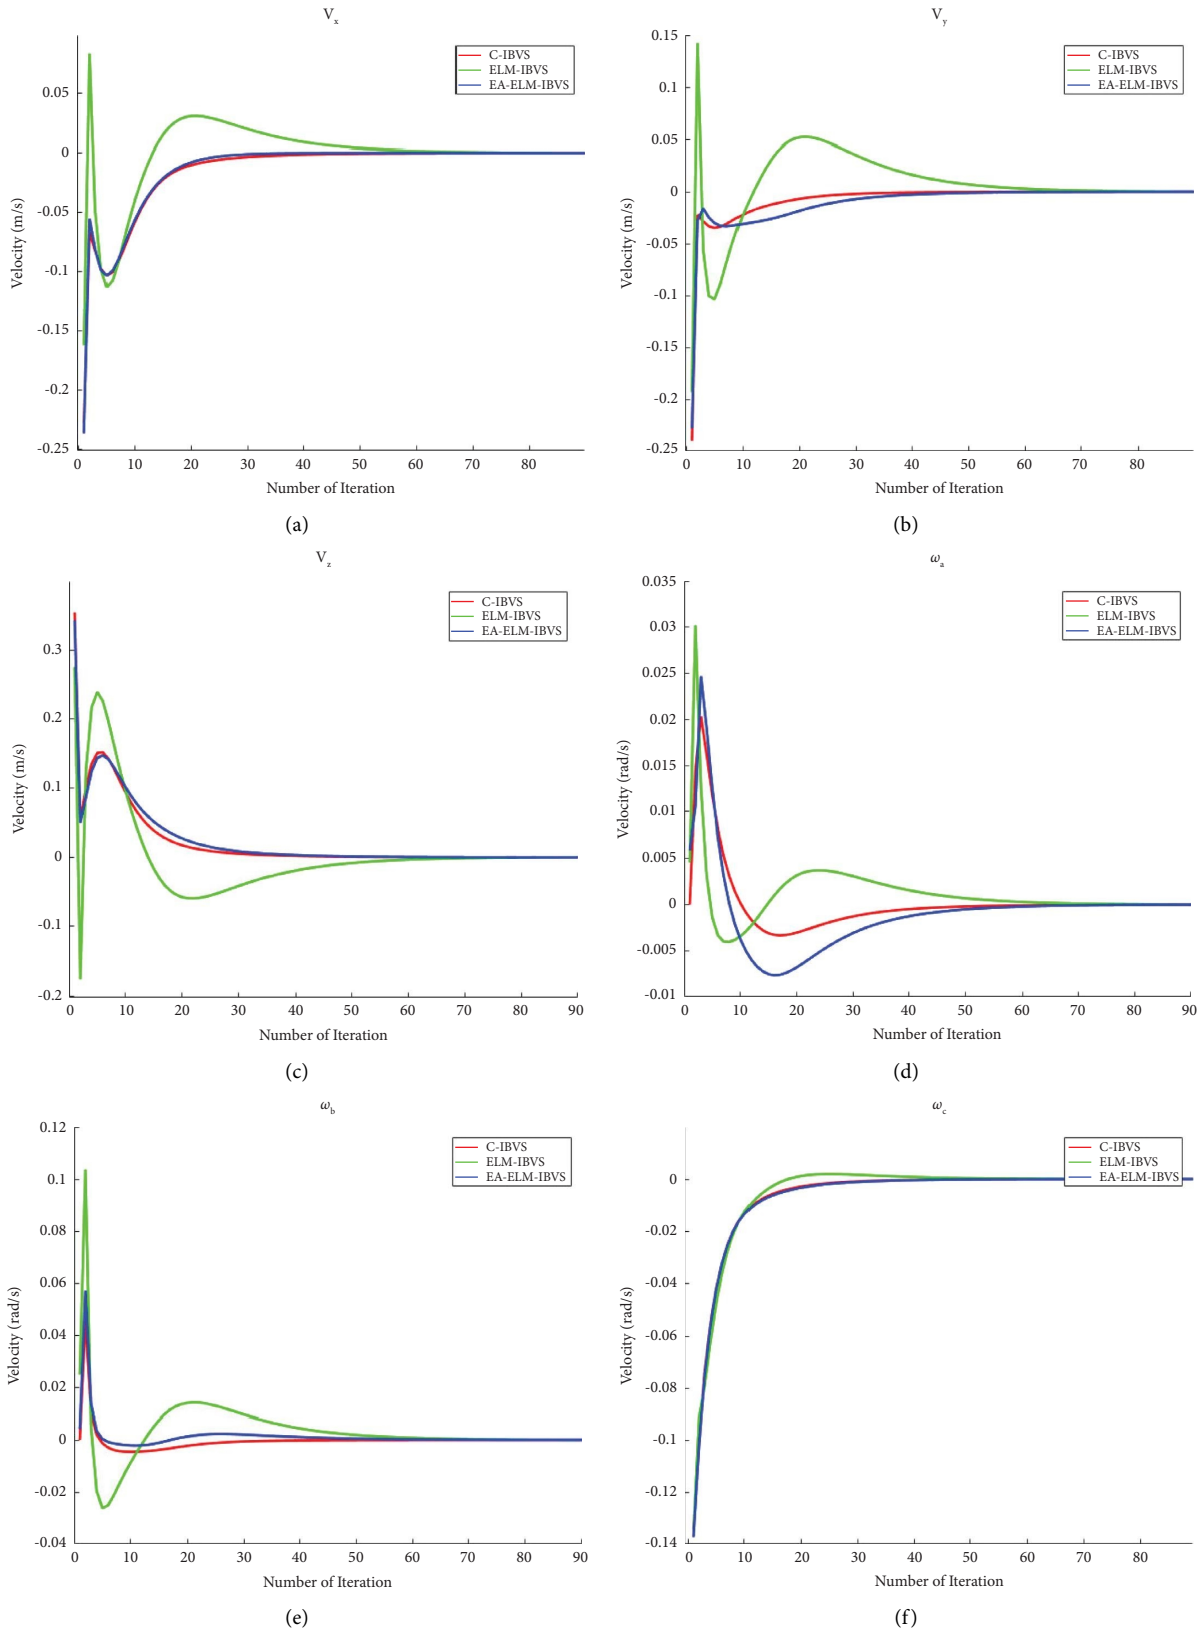 V_x
C-IBVS
ELM-IBVS
EA-ELM-IBVS
0.05
0
-0.05
-0.1
-0.15
-0.2
-0.25
Velocity (m/s)
0 10 20 30 40 50 60 70 80
Number of Iteration
(a)
V_y
C-IBVS
ELM-IBVS
EA-ELM-IBVS
0.15
0.1
0.05
0
-0.05
-0.1
-0.15
-0.2
-0.25
Velocity (m/s)
0 10 20 30 40 50 60 70 80
Number of Iteration
(b)
V_z
C-IBVS
ELM-IBVS
EA-ELM-IBVS
0.3
0.2
0.1
0
-0.1
-0.2
Velocity (m/s)
0 10 20 30 40 50 60 70 80 90
Number of Iteration
(c)
ω_a
C-IBVS
ELM-IBVS
EA-ELM-IBVS
0.035
0.03
0.025
0.02
0.015
0.01
0.005
0
-0.005
-0.01
Velocity (rad/s)
0 10 20 30 40 50 60 70 80 90
Number of Iteration
(d)
ω_b
C-IBVS
ELM-IBVS
EA-ELM-IBVS
0.12
0.1
0.08
0.06
0.04
0.02
0
-0.02
-0.04
Velocity (rad/s)
0 10 20 30 40 50 60 70 80 90
Number of Iteration
(e)
ω_c
C-IBVS
ELM-IBVS
EA-ELM-IBVS
0
-0.02
-0.04
-0.06
-0.08
-0.1
-0.12
-0.14
Velocity (rad/s)
0 10 20 30 40 50 60 70 80
Number of Iteration
(f)